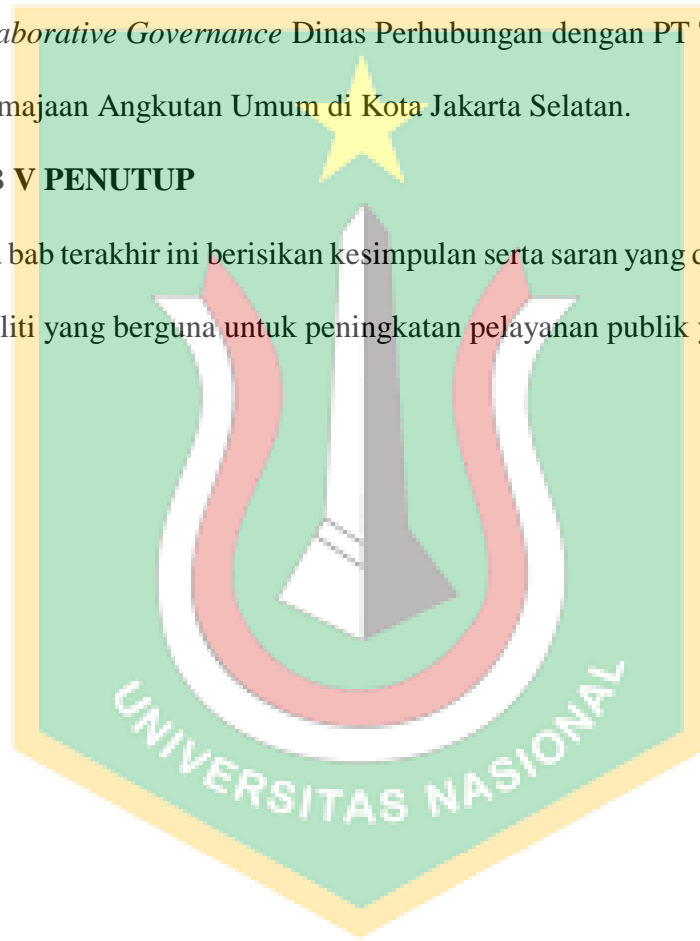 aborative Governance Dinas Perhubungan dengan PT
majaan Angkutan Umum di Kota Jakarta Selatan.
V PENUTUP
bab terakhir ini berisikan kesimpulan serta saran yang
liti yang berguna untuk peningkatan pelayanan publik
UNIVERSITAS NASIONAL